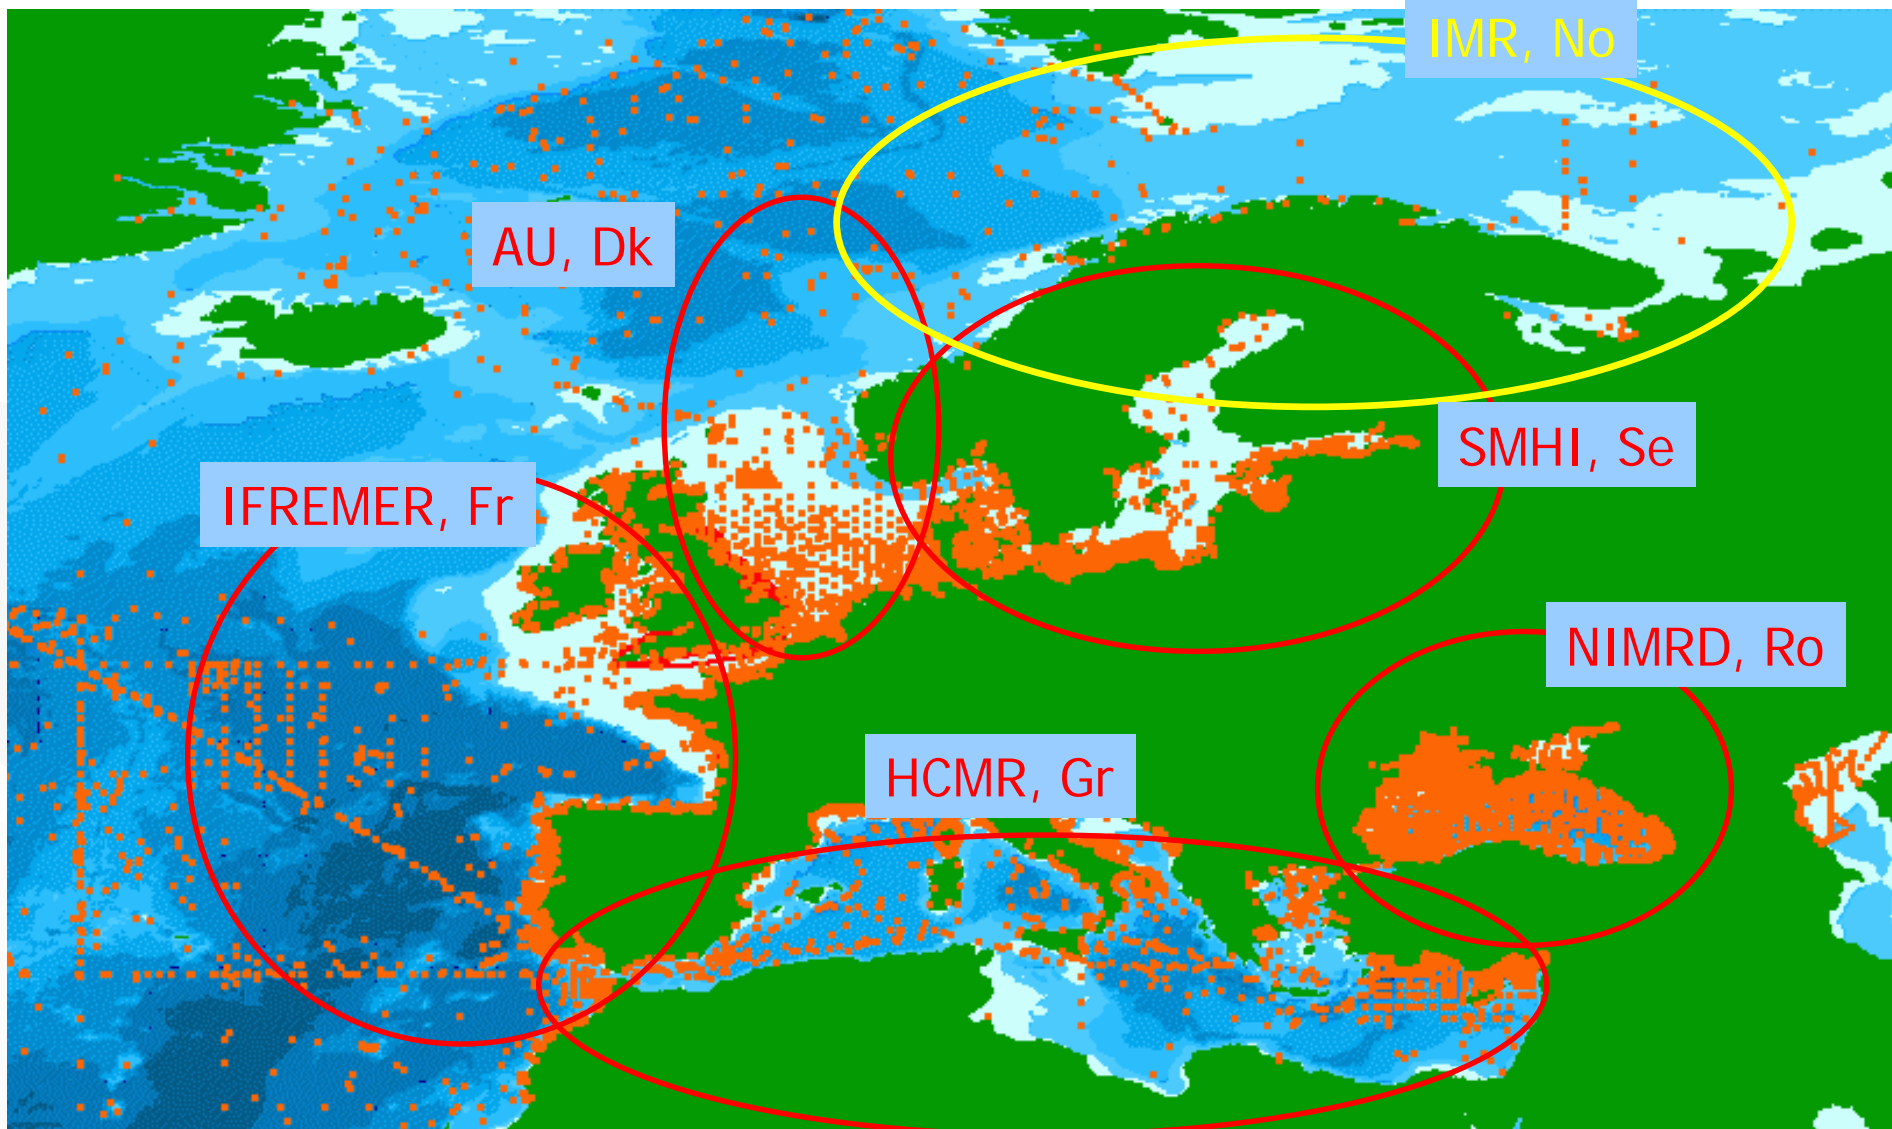 IMR, No
AU, Dk
SMHI, Se
IFREMER, Fr
NIMRD, Ro
HCMR, Gr